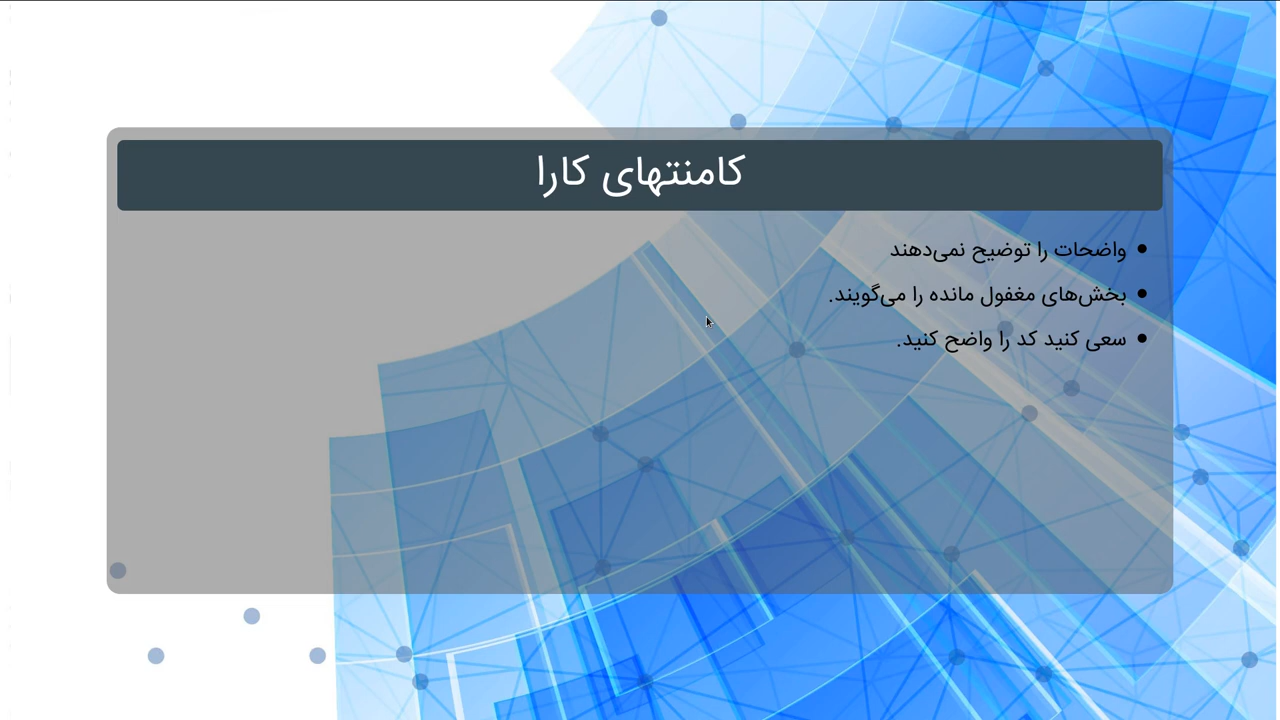 کامنتهای کارا
• واضحات را توضیح نمی‌دهند
• بخش‌های مغفول مانده را می‌گویند.
• سعی کنید کد را واضح کنید.